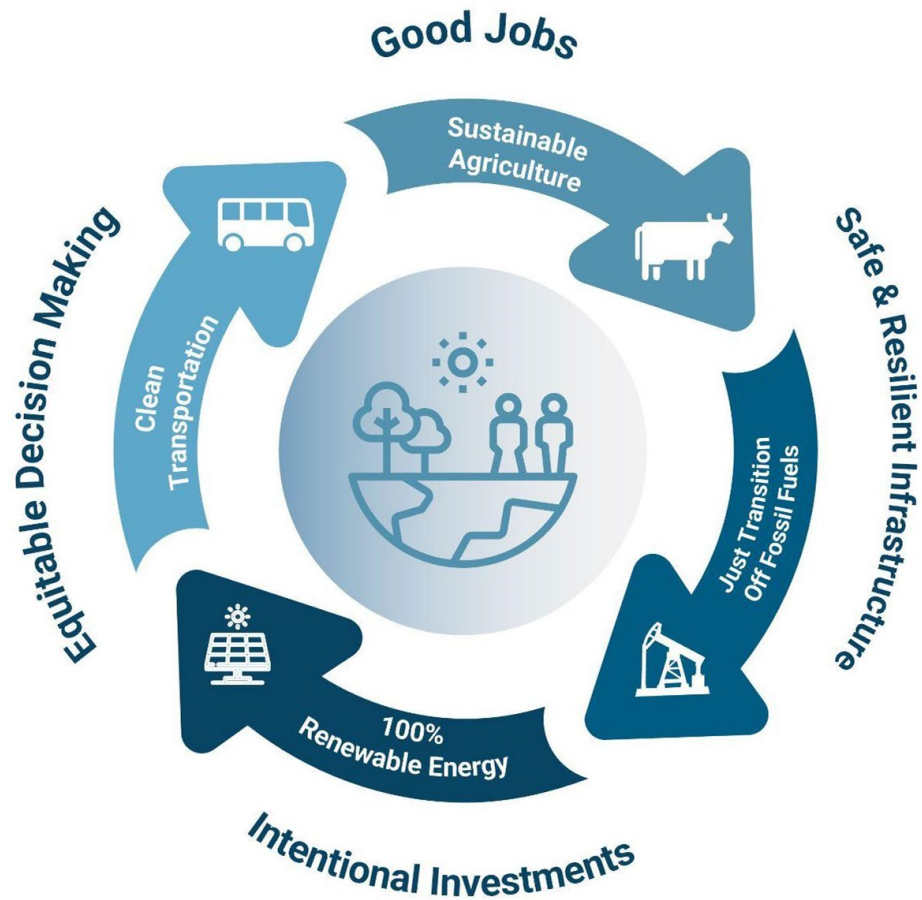 Good Jobs
Sustainable
Agriculture
Safe & Resilient Infrastructure
Just Transition
Off Fossil Fuels
100%
Renewable Energy
Intentional Investments
Equitable Decision Making
Clean
Transportation